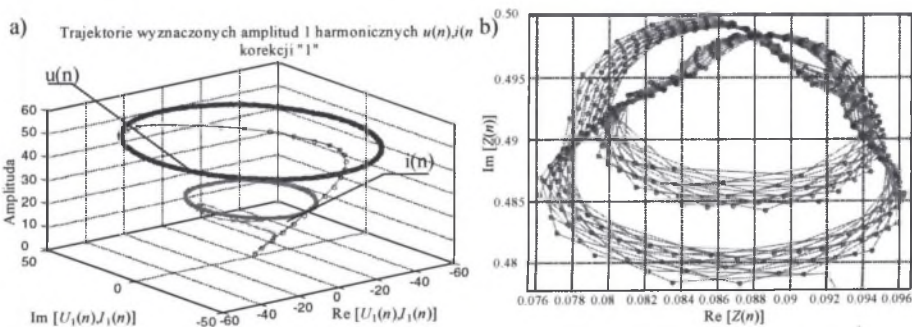 a)
Trajektorie wyznaczonych amplitud 1 harmonicznych u(n),i(n
korekcji "1"
u(n)
i(n)
Amplituda
60
50
40
30
20
10
0
50
0
-50
-40
-20
0
-20
-40
-60
Im [U₁(n),I₁(n)]
Re [U₁(n),I₁(n)]
b)
Im [Z(n)]
0.50
0.495
0.49
0.485
0.48
0.076 0.078 0.08 0.082 0.084 0.086 0.088 0.09 0.092 0.094 0.096
Re [Z(n)]